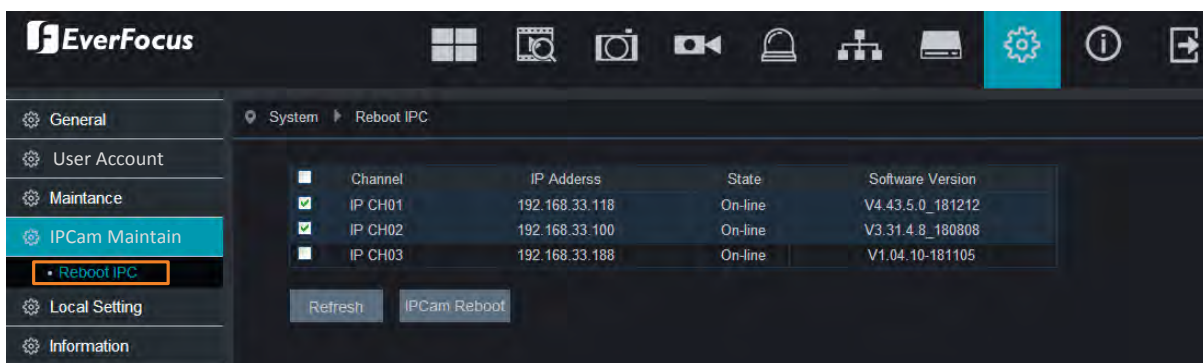 EverFocus
General
User Account
Maintance
IPCam Maintain
• Reboot IPC
Local Setting
Information
System Reboot IPC
Channel IP Adderss State Software Version
IP CH01 192.168.33.118 On-line V4.43.5.0_181212
IP CH02 192.168.33.100 On-line V3.31.4.8_180808
IP CH03 192.168.33.188 On-line V1.04.10-181105
Refresh IPCam Reboot